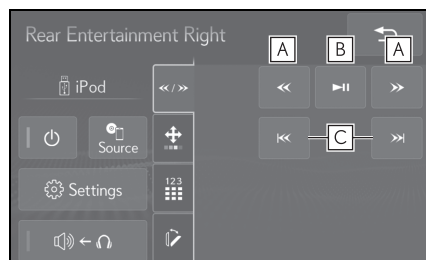 Rear Entertainment Right
A
B
A
iPod
Source
C
123
Settings